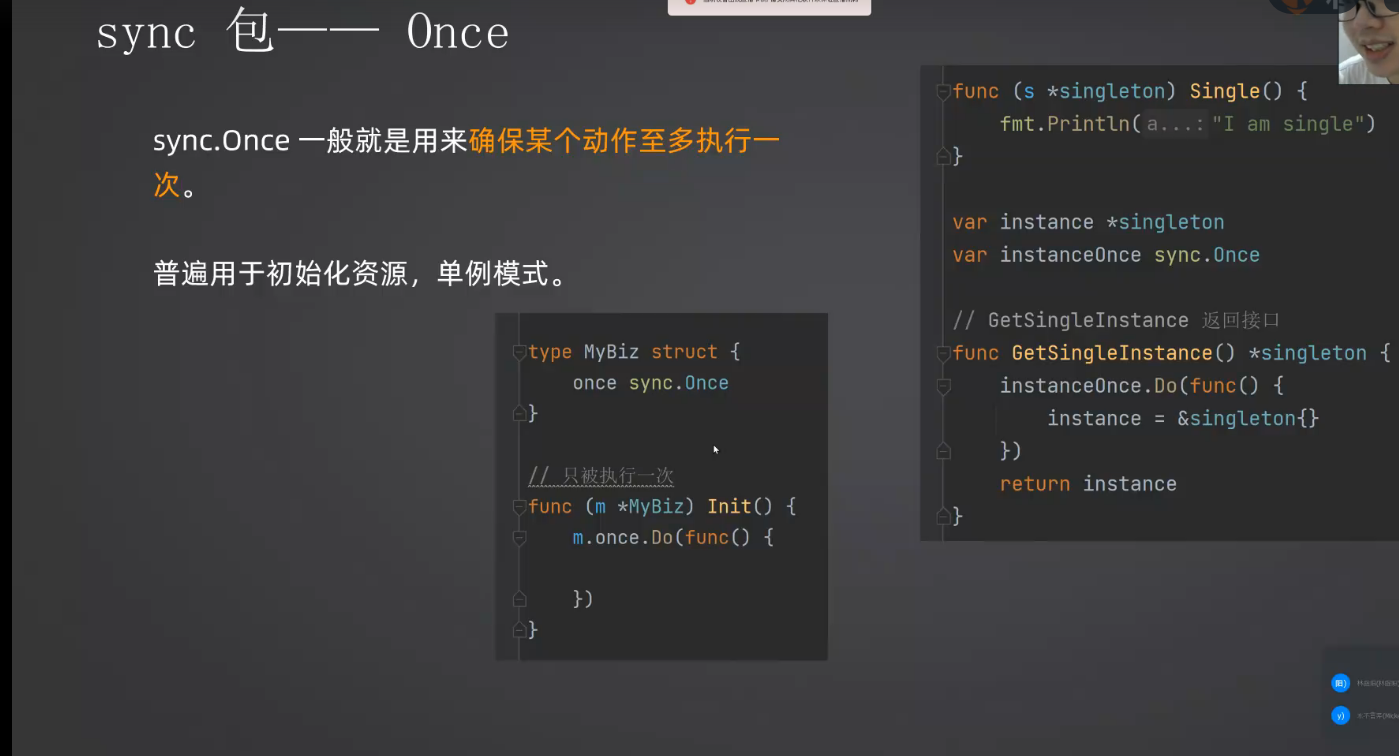 sync 包—— Once
sync.Once 一般就是用来确保某个动作至多执行一
次。
普遍用于初始化资源，单例模式。
type MyBiz struct {
once sync.Once
}
// 只被执行一次
func (m *MyBiz) Init() {
m.once.Do(func() {
})
}
func (s *singleton) Single() {
fmt.Println(a...:"I am single")
}
var instance *singleton
var instanceOnce sync.Once
// GetSingleInstance 返回接口
func GetSingleInstance() *singleton {
instanceOnce.Do(func() {
instance = &singleton{}
})
return instance
}